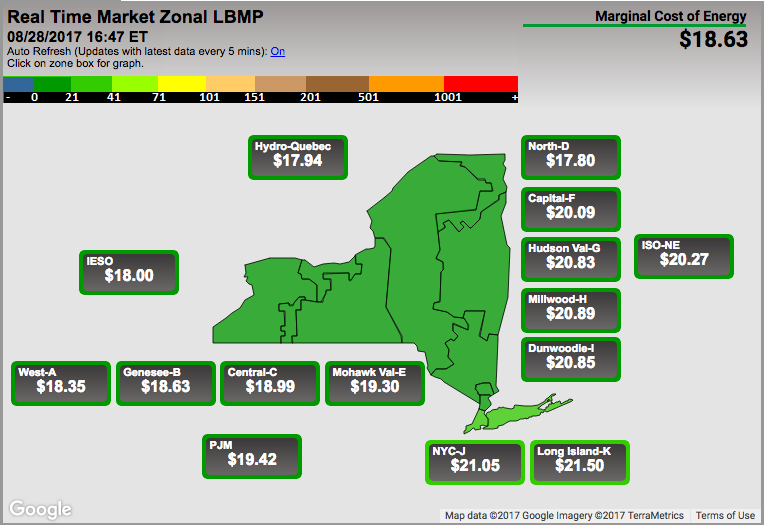 Real Time Market Zonal LBMP
08/28/2017 16:47 ET
Auto Refresh (Updates with latest data every 5 mins): On
Click on zone box for graph.
Marginal Cost of Energy
$18.63
- 0 21 41 71 101 151 201 501 1001 +
Hydro-Quebec
$17.94
North-D
$17.80
Capital-F
$20.09
IESO
$18.00
Hudson Val-G
$20.83
ISO-NE
$20.27
Millwood-H
$20.89
Dunwoodie-I
$20.85
West-A
$18.35
Genesee-B
$18.63
Central-C
$18.99
Mohawk Val-E
$19.30
PJM
$19.42
NYC-J
$21.05
Long Island-K
$21.50
Google
Map data ©2017 Google Imagery ©2017 TerraMetrics Terms of Use